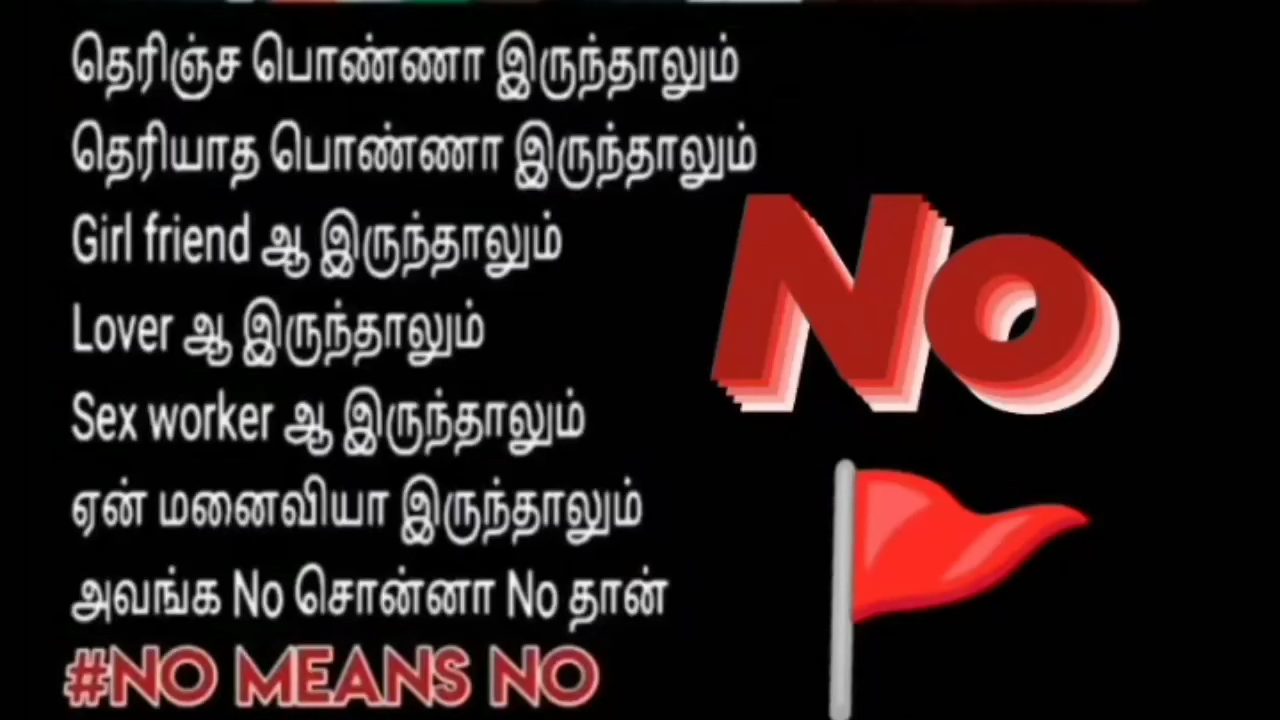 தெரிஞ்ச பொண்ணா இருந்தாலும்
தெரியாத பொண்ணா இருந்தாலும்
Girl friend ஆ இருந்தாலும்
Lover ஆ இருந்தாலும்
Sex worker ஆ இருந்தாலும்
ஏன் மனைவியா இருந்தாலும்
அவங்க No சொன்னா No தான்
#NO MEANS NO
No